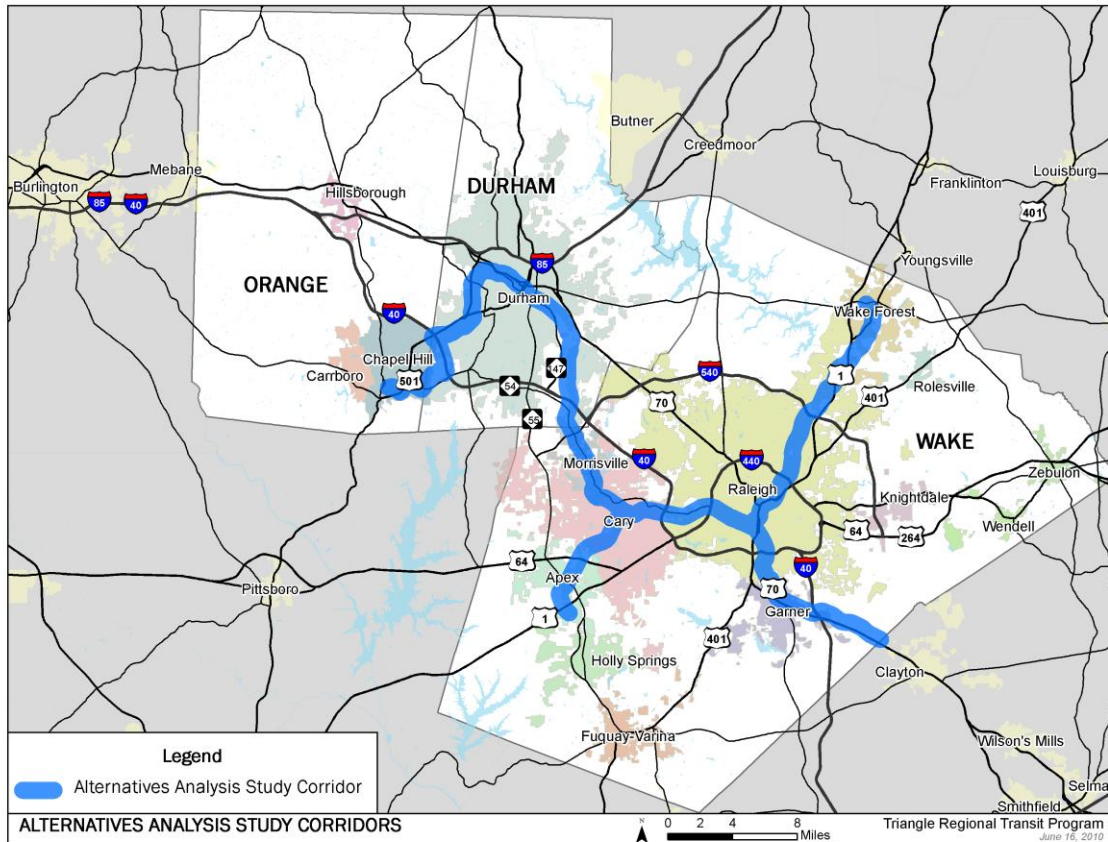 Butner
Creedmoor
Mebane
Burlington
85
40
Hillsborough
DURHAM
Franklinton
Louisburg
401
ORANGE
85
Durham
Youngsville
40
Chapel Hill
501
Carrboro
Wake Forest
147
54
55
540
1
401
Rolesville
70
WAKE
Morrisville
40
440
Raleigh
Zebulon
Knightdale
Cary
64
264
Wendell
64
Apex
40
70
Garner
Pittsboro
1
401
Holly Springs
Clayton
Fuquay-Varina
Wilson's Mills
Selma
Smithfield
Legend
Alternatives Analysis Study Corridor
ALTERNATIVES ANALYSIS STUDY CORRIDORS
N
0 2 4 8
Miles
Triangle Regional Transit Program
June 16, 2010